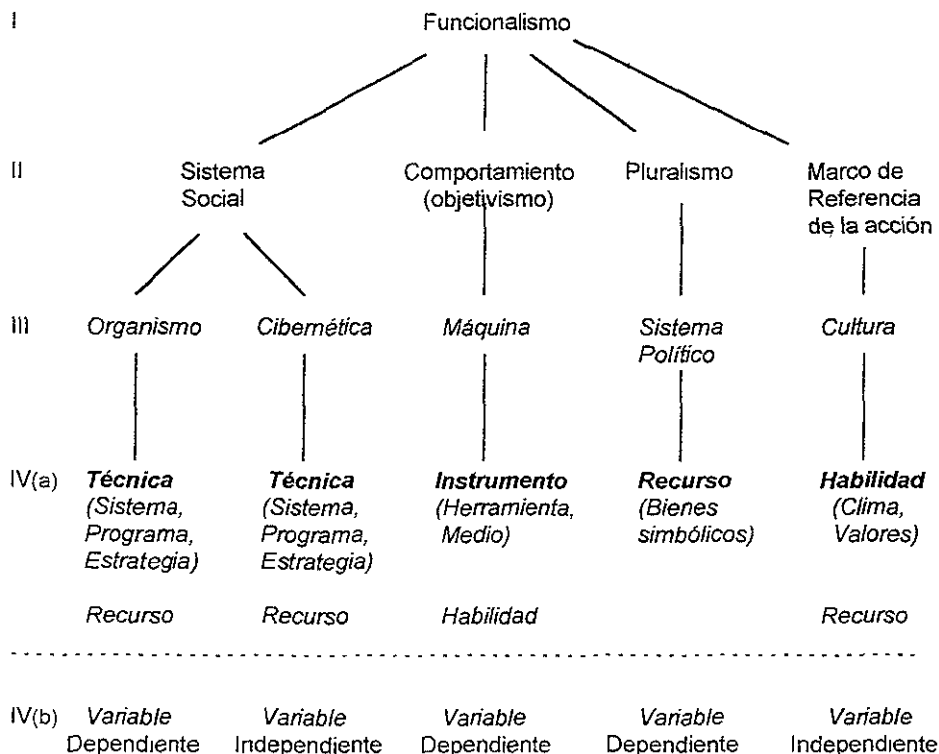 I Funcionalismo
II Sistema Comportamiento Pluralismo Marco de
Social (objetivismo) Referencia
de la acción
III Organismo Cibernética Máquina Sistema Cultura
Político
IV(a) Técnica Técnica Instrumento Recurso Habilidad
(Sistema, (Sistema, (Herramienta, (Bienes (Clima,
Programa, Programa, Medio) simbólicos) Valores)
Estrategia) Estrategia)
Recurso Recurso Habilidad Recurso
IV(b) Variable Variable Variable Variable Variable
Dependiente Independiente Dependiente Dependiente Independiente